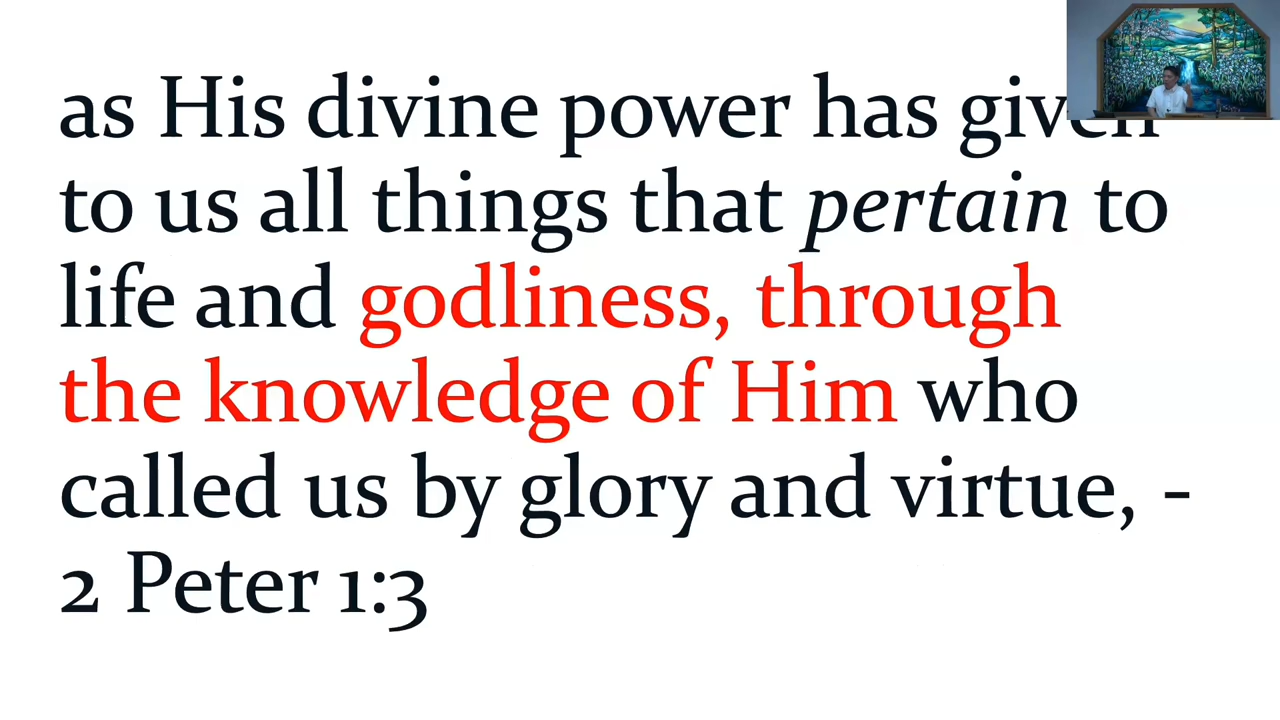 as His divine power has given
to us all things that pertain to
life and godliness, through
the knowledge of Him who
called us by glory and virtue, -
2 Peter 1:3